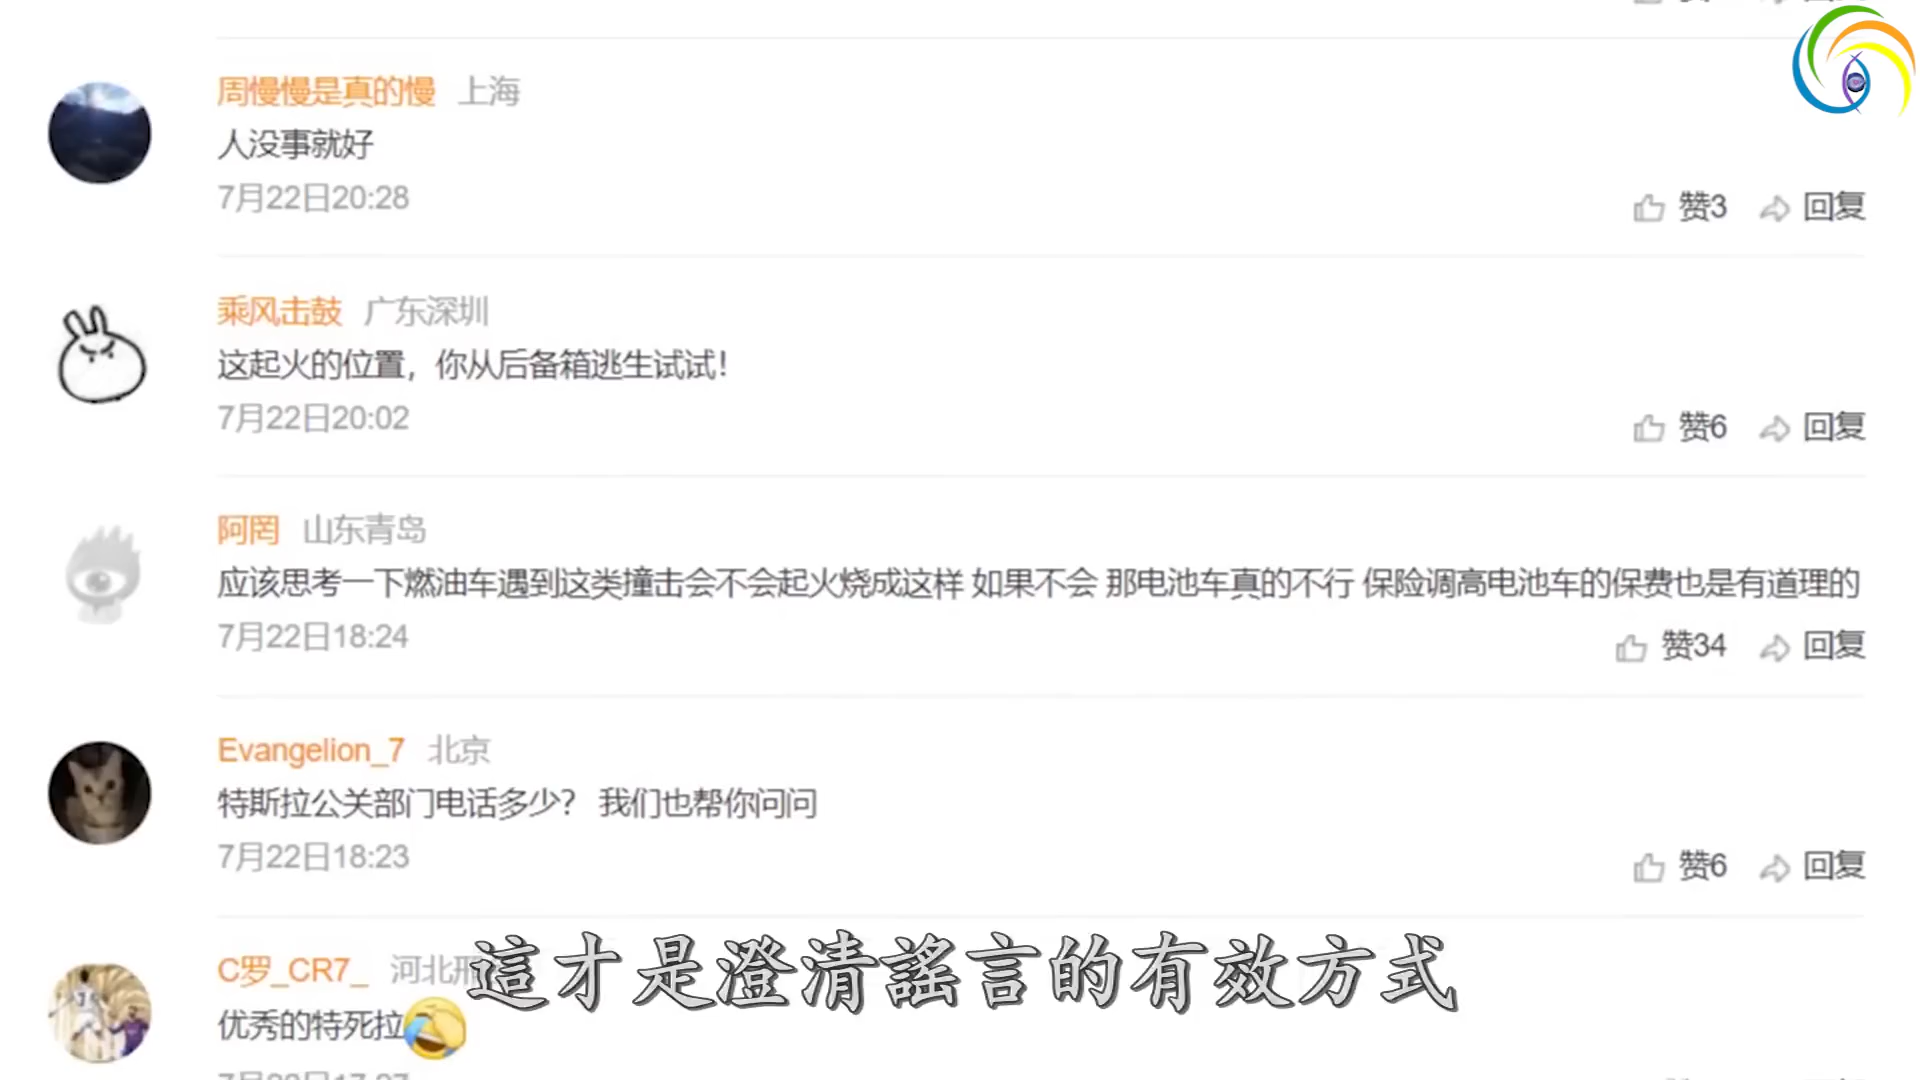 周慢慢是真的慢 上海
人没事就好
7月22日20:28
赞3 回复
乘风击鼓 广东深圳
这起火的位置，你从后备箱逃生试试！
7月22日20:02
赞6 回复
阿罔 山东青岛
应该思考一下燃油车遇到这类撞击会不会起火烧成这样 如果不会 那电池车真的不行 保险调高电池车的保费也是有道理的
7月22日18:24
赞34 回复
Evangelion_7 北京
特斯拉公关部门电话多少？ 我们也帮你问问
7月22日18:23
赞6 回复
C罗_CR7_ 河北邢
這才是澄清謠言的有效方式
优秀的特死拉